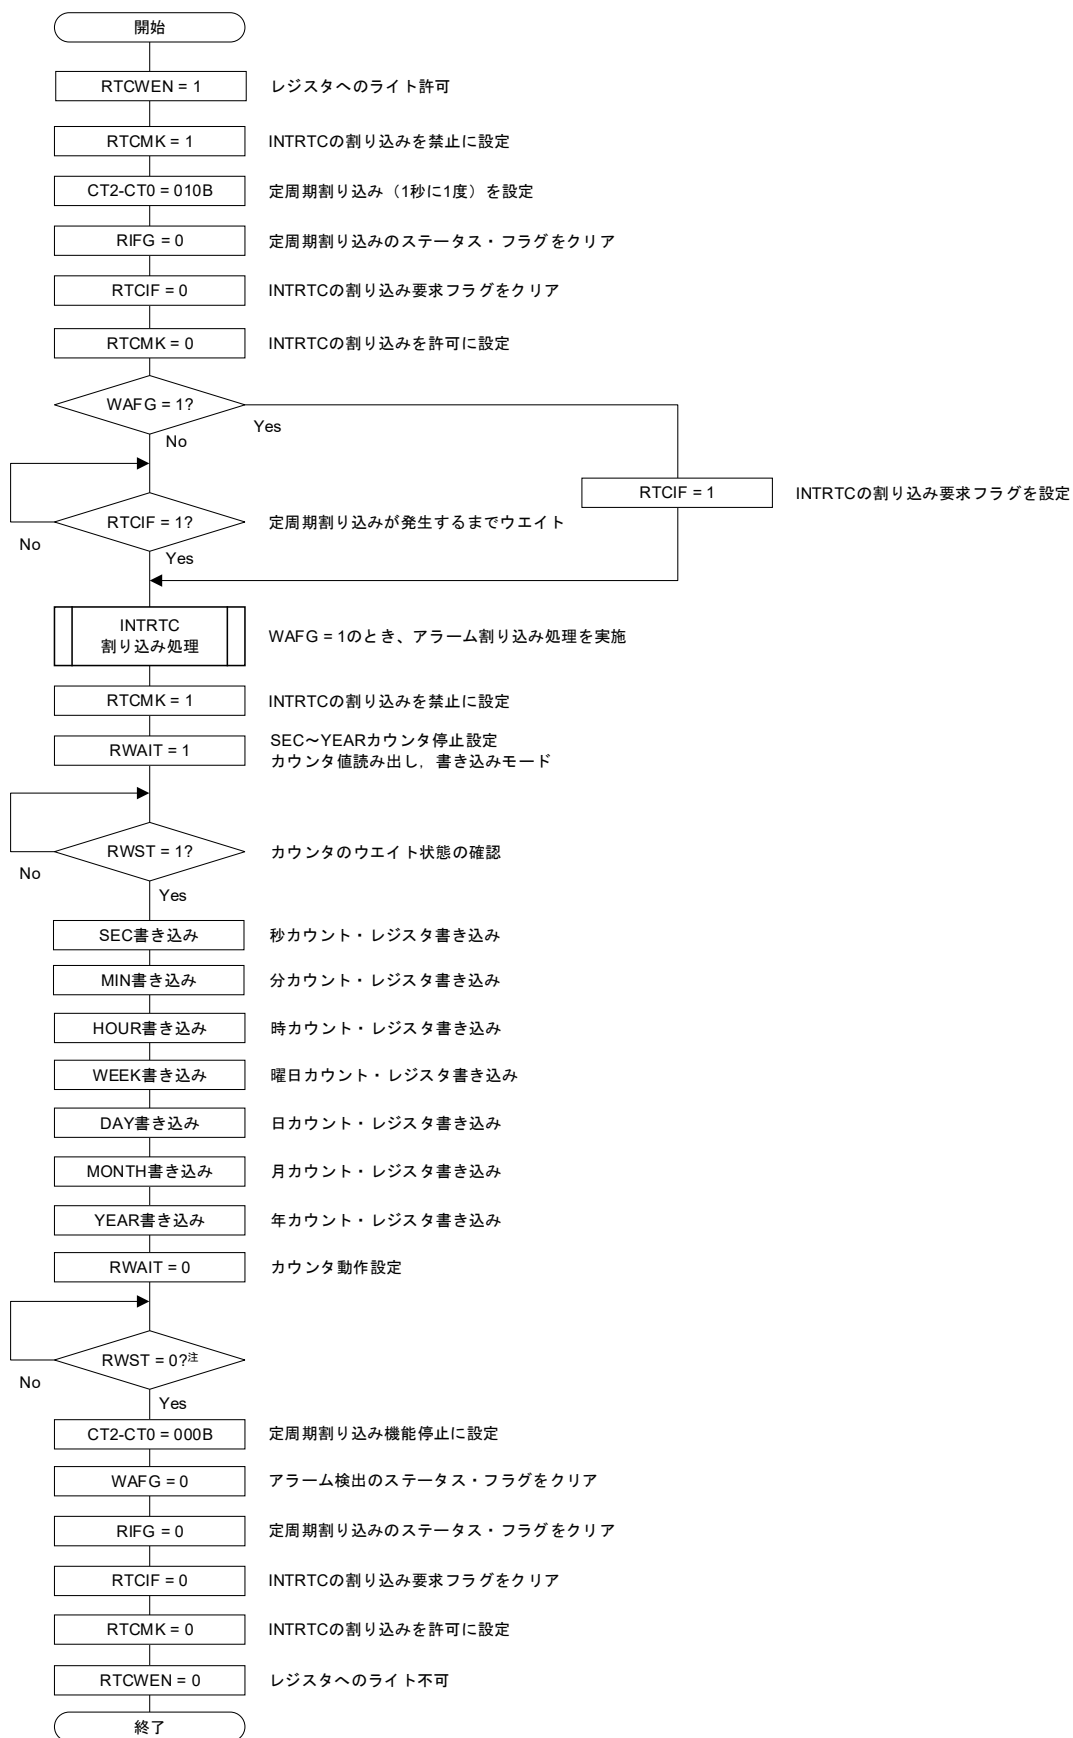 開始
RTCWEN = 1
レジスタへのライト許可
RTCMK = 1
INTRTCの割り込みを禁止に設定
CT2-CT0 = 010B
定周期割り込み（1秒に1度）を設定
RIFG = 0
定周期割り込みのステータス・フラグをクリア
RTCIF = 0
INTRTCの割り込み要求フラグをクリア
RTCMK = 0
INTRTCの割り込みを許可に設定
WAFG = 1?
Yes
No
RTCIF = 1
INTRTCの割り込み要求フラグを設定
RTCIF = 1?
定周期割り込みが発生するまでウエイト
No
Yes
INTRTC
割り込み処理
WAFG = 1のとき、アラーム割り込み処理を実施
RTCMK = 1
INTRTCの割り込みを禁止に設定
RWAIT = 1
SEC～YEARカウンタ停止設定
カウンタ値読み出し，書き込みモード
RWST = 1?
カウンタのウエイト状態の確認
No
Yes
SEC書き込み
秒カウント・レジスタ書き込み
MIN書き込み
分カウント・レジスタ書き込み
HOUR書き込み
時カウント・レジスタ書き込み
WEEK書き込み
曜日カウント・レジスタ書き込み
DAY書き込み
日カウント・レジスタ書き込み
MONTH書き込み
月カウント・レジスタ書き込み
YEAR書き込み
年カウント・レジスタ書き込み
RWAIT = 0
カウンタ動作設定
RWST = 0?注
No
Yes
CT2-CT0 = 000B
定周期割り込み機能停止に設定
WAFG = 0
アラーム検出のステータス・フラグをクリア
RIFG = 0
定周期割り込みのステータス・フラグをクリア
RTCIF = 0
INTRTCの割り込み要求フラグをクリア
RTCMK = 0
INTRTCの割り込みを許可に設定
RTCWEN = 0
レジスタへのライト不可
終了